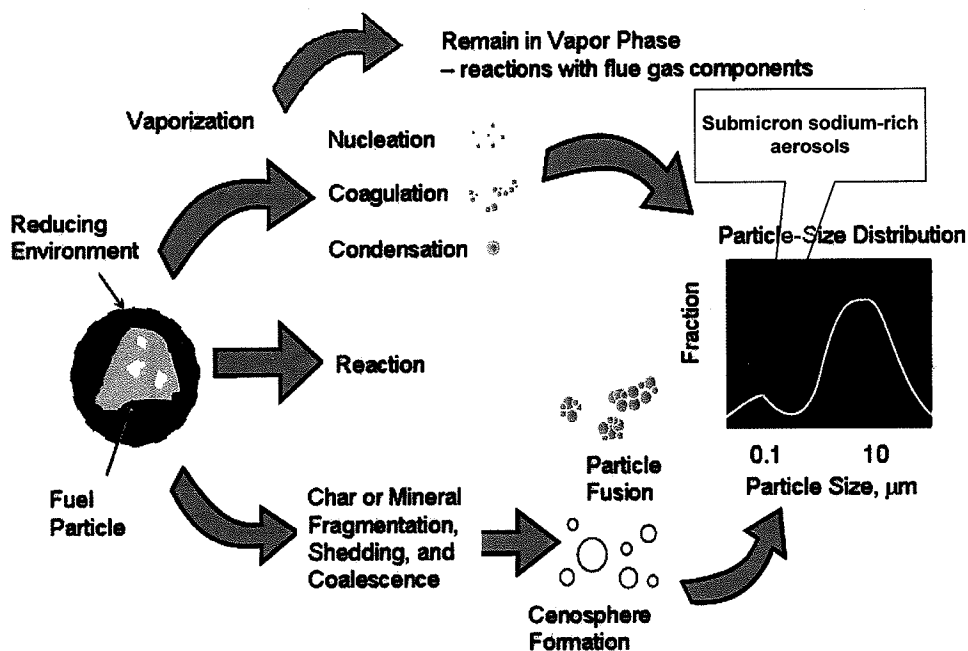 Remain in Vapor Phase
– reactions with flue gas components
Vaporization
Submicron sodium-rich
aerosols
Nucleation
Coagulation
Condensation
Reducing
Environment
Particle-Size Distribution
Fraction
0.1
10
Particle Size, μm
Reaction
Particle
Fusion
Fuel
Particle
Char or Mineral
Fragmentation,
Shedding, and
Coalescence
Cenosphere
Formation